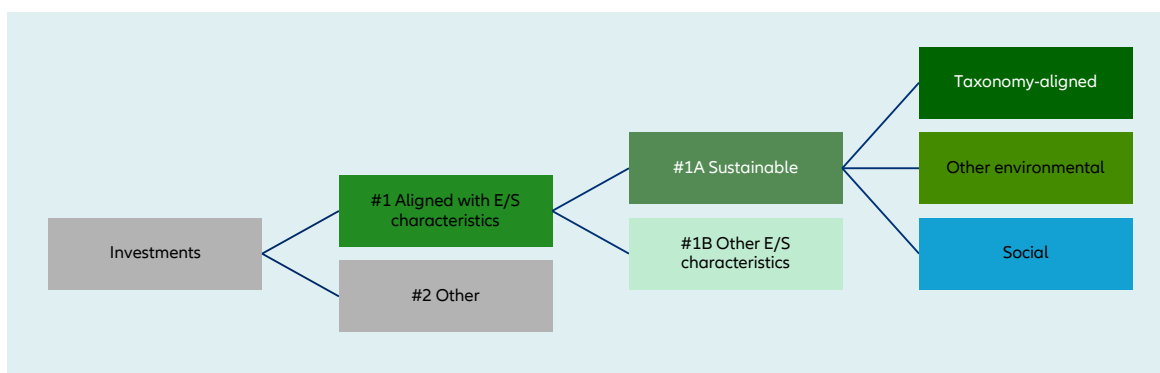 Investments
#1 Aligned with E/S
characteristics
#2 Other
#1A Sustainable
#1B Other E/S
characteristics
Taxonomy-aligned
Other environmental
Social